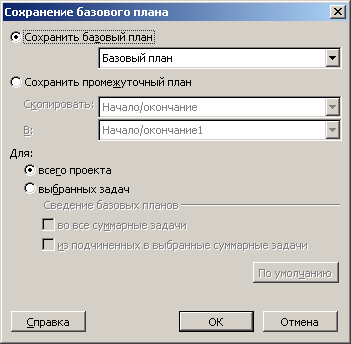 Сохранение базового плана
Сохранить базовый план
Базовый план
Сохранить промежуточный план
Скопировать: Начало/окончание
В: Начало/окончание1
Для:
всего проекта
выбранных задач
Сведение базовых планов
во все суммарные задачи
из подчиненных в выбранные суммарные задачи
По умолчанию
Справка ОК Отмена